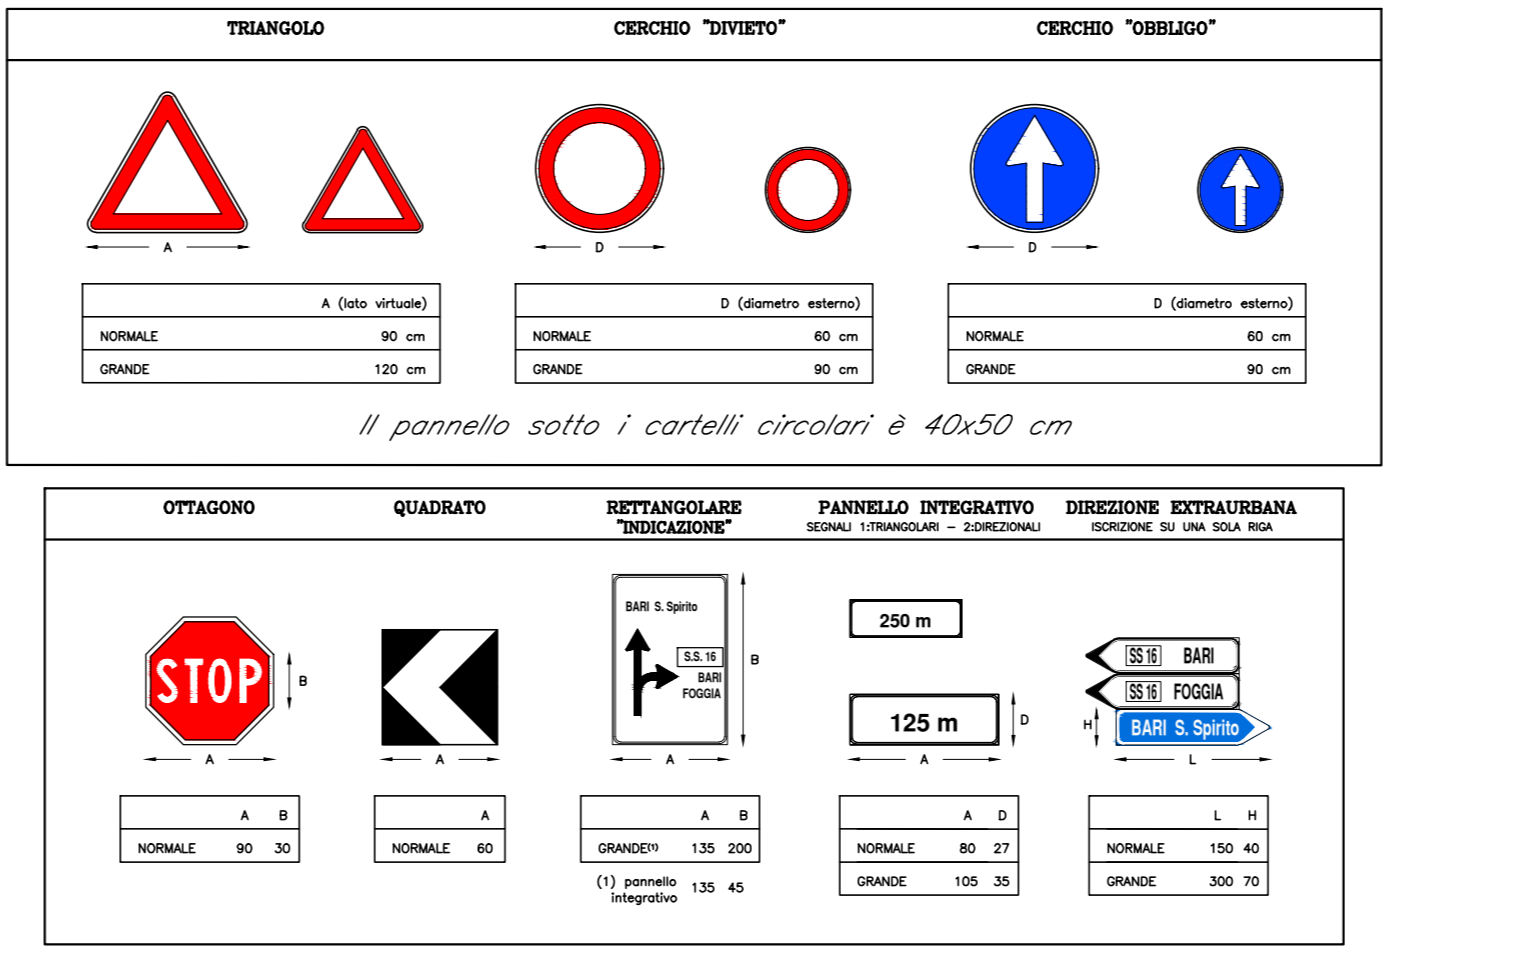 TRIANGOLO
CERCHIO "DIVIETO"
CERCHIO "OBBLIGO"
A
D
D
A (lato virtuale)
NORMALE 90 cm
GRANDE 120 cm
D (diametro esterno)
NORMALE 60 cm
GRANDE 90 cm
D (diametro esterno)
NORMALE 60 cm
GRANDE 90 cm
Il pannello sotto i cartelli circolari è 40x50 cm
OTTAGONO
QUADRATO
RETTANGOLARE
"INDICAZIONE"
PANNELLO INTEGRATIVO
SEGNALI 1:TRIANGOLARI – 2:DIREZIONALI
DIREZIONE EXTRAURBANA
ISCRIZIONE SU UNA SOLA RIGA
STOP
B
A
A
BARI S. Spirito
S.S. 16
BARI
FOGGIA
B
A
250 m
125 m
D
A
SS 16 BARI
SS 16 FOGGIA
BARI S. Spirito
H
L
A B
NORMALE 90 30
A
NORMALE 60
A B
GRANDE(1) 135 200
(1) pannello
integrativo 135 45
A D
NORMALE 80 27
GRANDE 105 35
L H
NORMALE 150 40
GRANDE 300 70